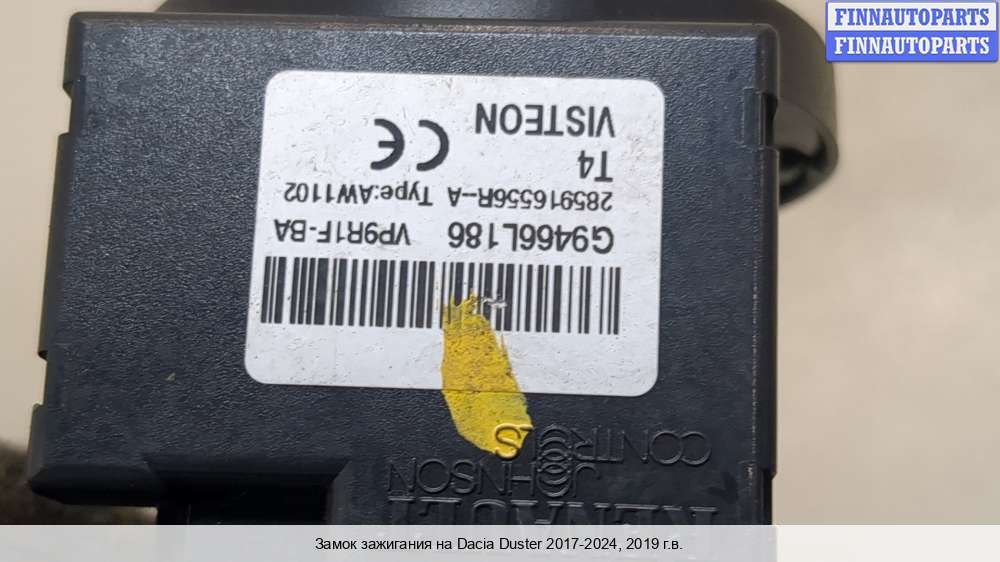 FINNAUTOPARTS
FINNAUTOPARTS
G9466L186 VP9R1F-BA
285916556R--A Type:AW1102
T4
CE
VISTEON
RENAULT
JOHNSON
CONTROLS
Замок зажигания на Dacia Duster 2017-2024, 2019 г.в.